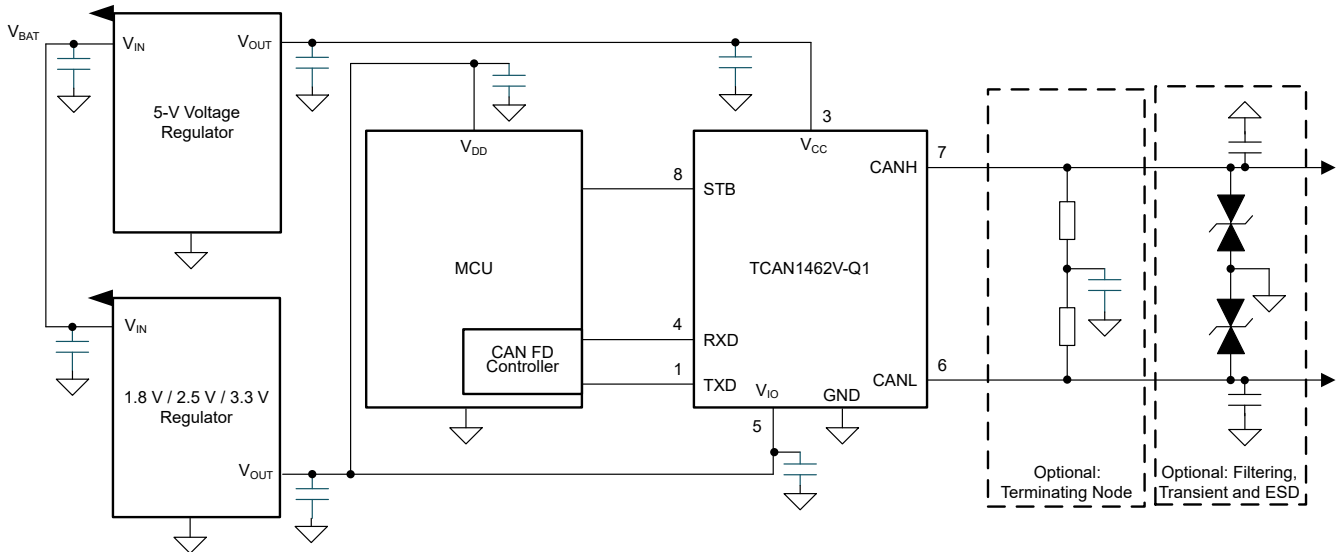 VBAT
VIN
VOUT
5-V Voltage
Regulator
VIN
1.8 V / 2.5 V / 3.3 V
Regulator
VOUT
VDD
MCU
CAN FD
Controller
8
4
1
3
VCC
STB
CANH
7
TCAN1462V-Q1
RXD
TXD
VIO
GND
CANL
6
5
Optional:
Terminating Node
Optional: Filtering,
Transient and ESD